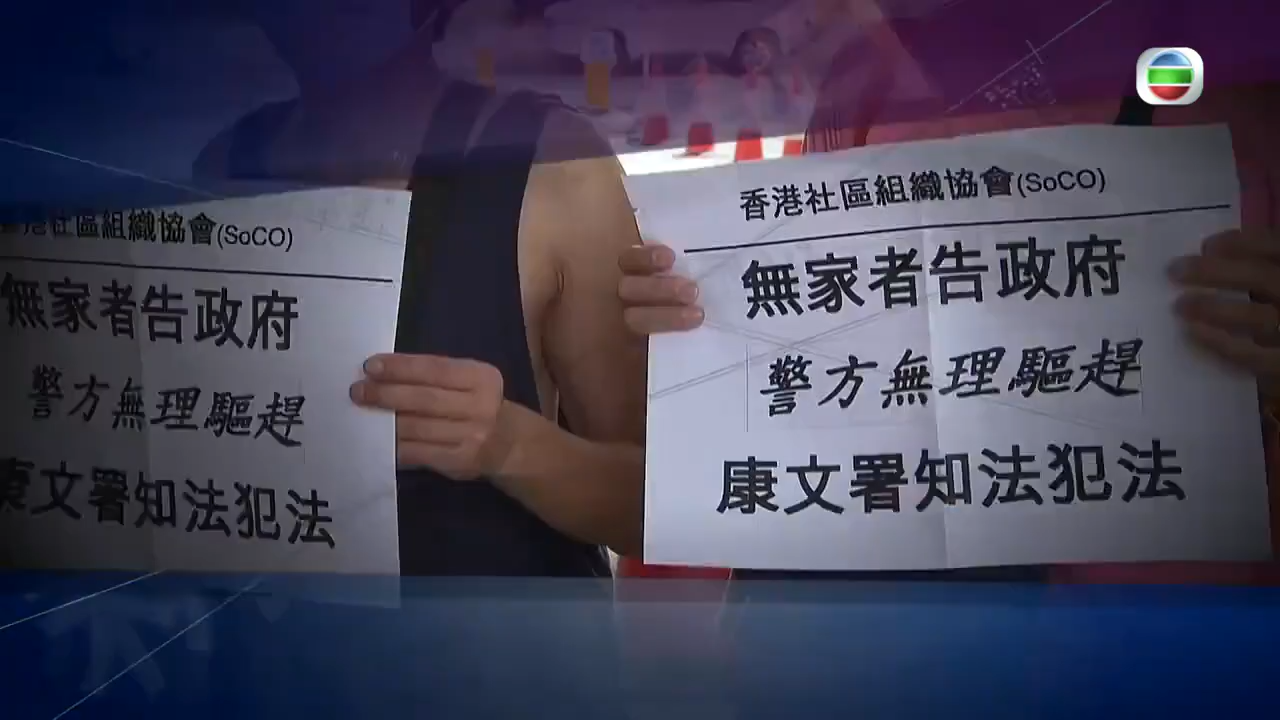 港社區組織協會(SoCO)
無家者告政府
警方無理驅趕
康文署知法犯法
香港社區組織協會(SoCO)
無家者告政府
警方無理驅趕
康文署知法犯法